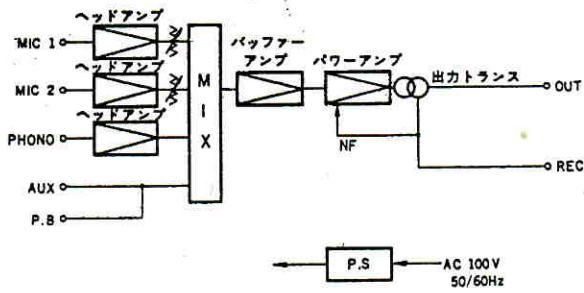 ヘッドアンプ
MIC 1
ヘッドアンプ
MIC 2
ヘッドアンプ
PHONO
AUX
P.B
MIX
バッファー
アンプ
パワーアンプ
出力トランス
OUT
NF
REC
P.S
AC 100V
50/60Hz